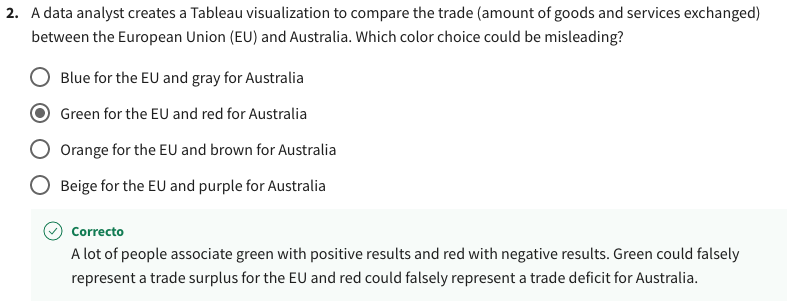 2. A data analyst creates a Tableau visualization to compare the trade (amount of goods and services exchanged)
between the European Union (EU) and Australia. Which color choice could be misleading?
Blue for the EU and gray for Australia
Green for the EU and red for Australia
Orange for the EU and brown for Australia
Beige for the EU and purple for Australia
Correcto
A lot of people associate green with positive results and red with negative results. Green could falsely
represent a trade surplus for the EU and red could falsely represent a trade deficit for Australia.